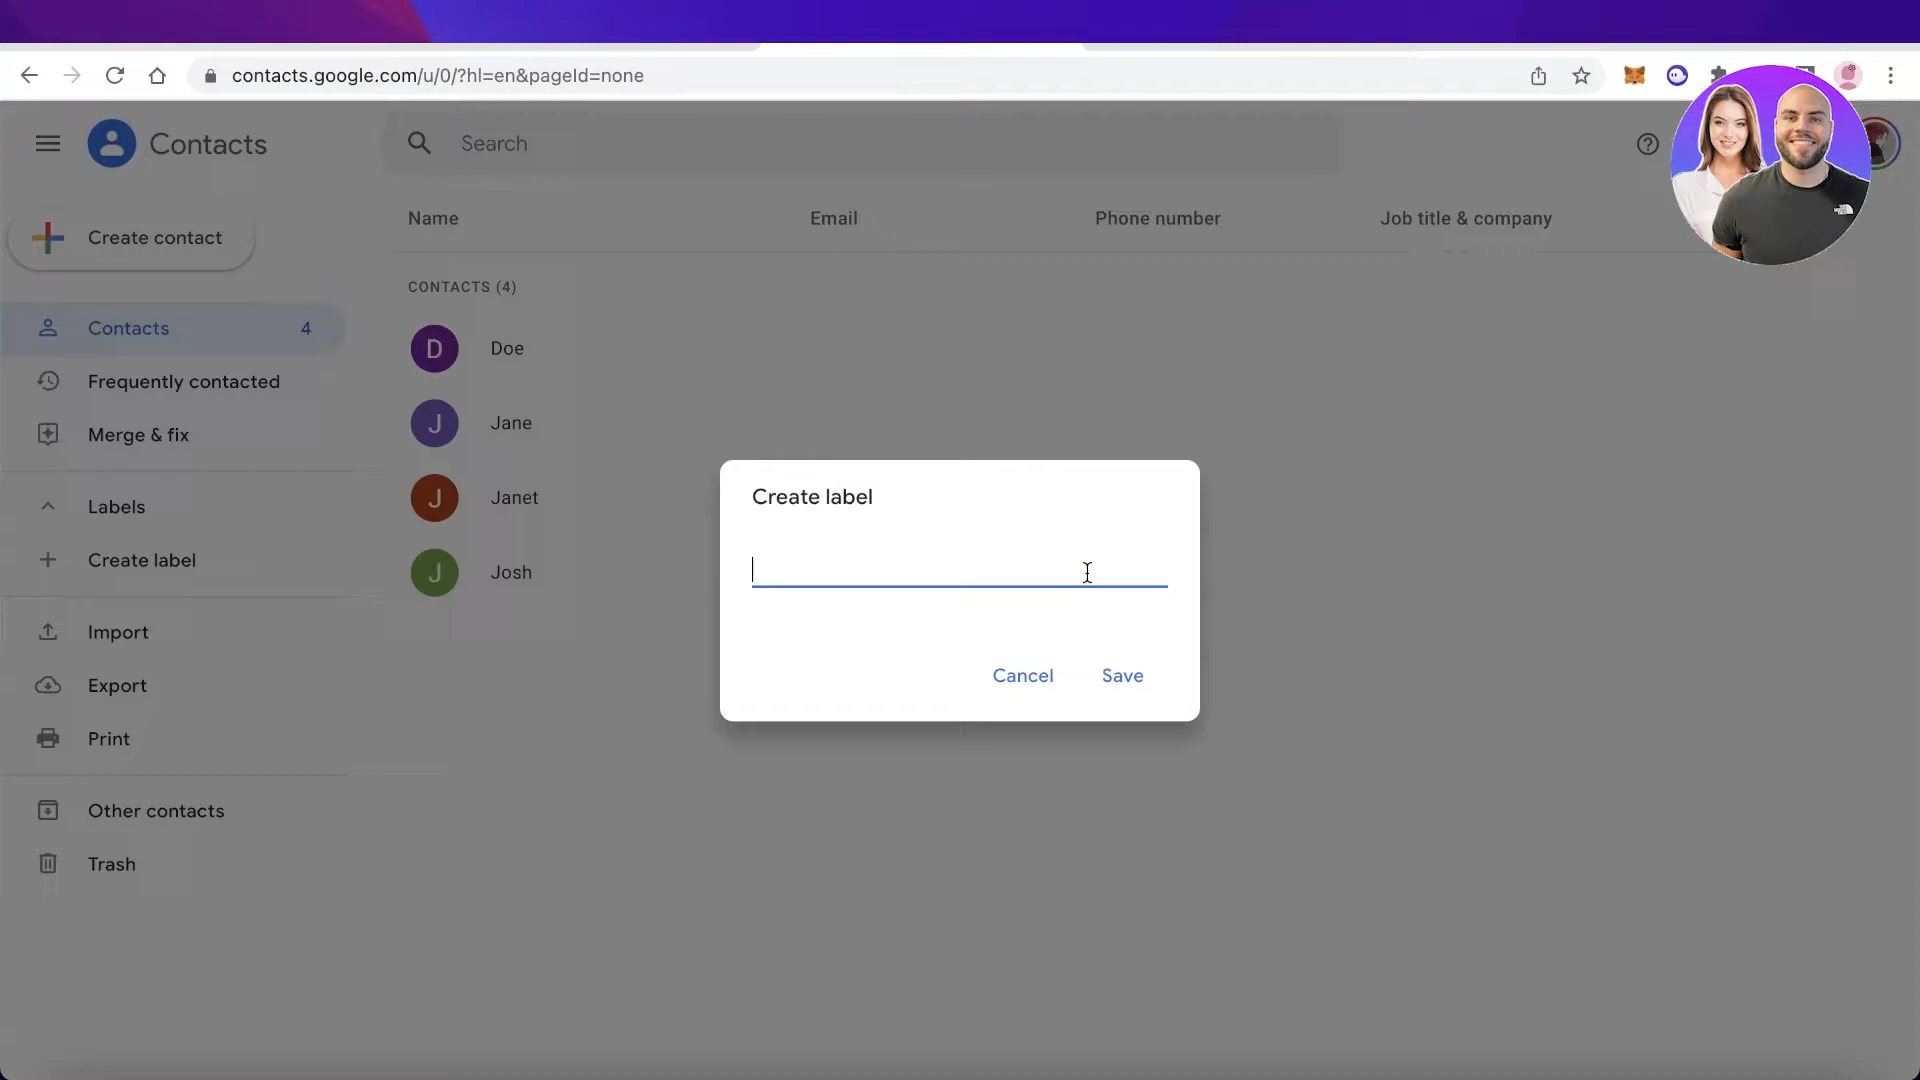 contacts.google.com/u/0/?hl=en&pageId=none
Contacts
Search
Create contact
Name
Email
Phone number
Job title & company
CONTACTS (4)
Contacts
4
D
Doe
Frequently contacted
J
Jane
Merge & fix
J
Janet
Labels
Create label
J
Josh
Create label
Import
Cancel
Save
Export
Print
Other contacts
Trash